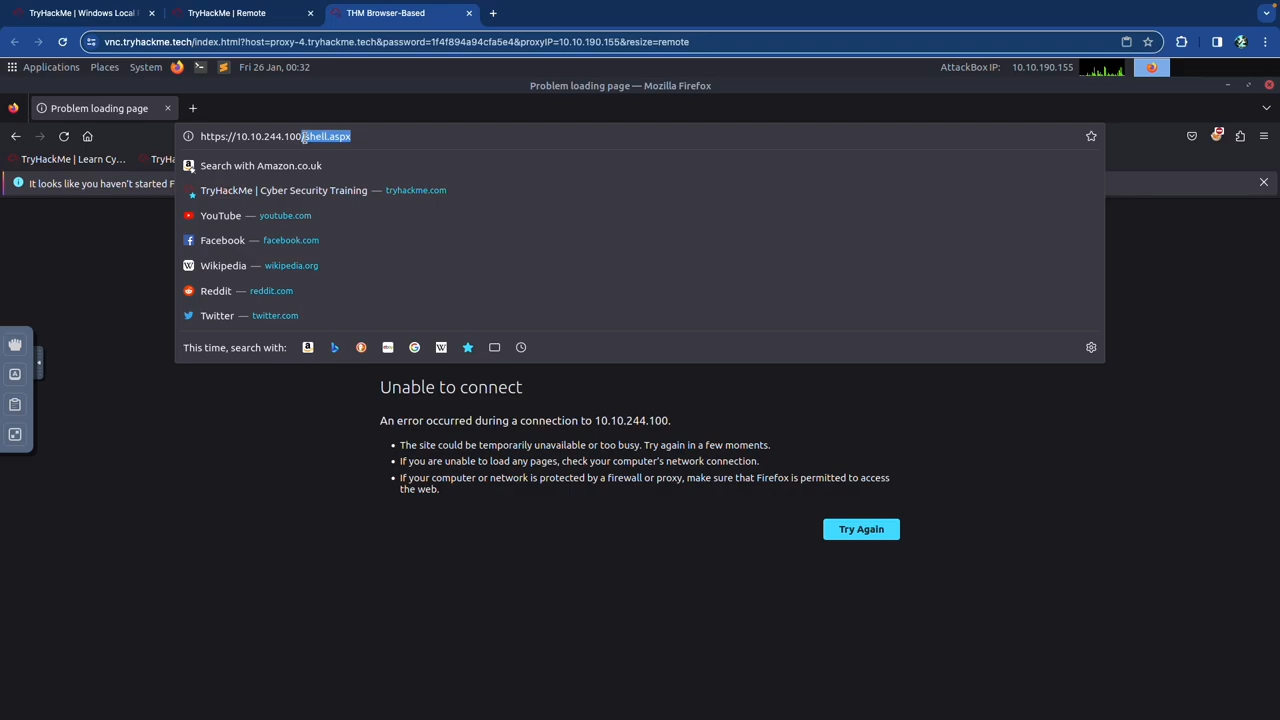 TryHackMe | Windows Local
TryHackMe | Remote
THM Browser-Based
vnc.tryhackme.tech/index.html?host=proxy-4.tryhackme.tech&password=1f4f894a94cfa5e4&proxyIP=10.10.190.155&resize=remote
Applications Places System Fri 26 Jan, 00:32 AttackBox IP: 10.10.190.155
Problem loading page — Mozilla Firefox
Problem loading page
https://10.10.244.100/shell.aspx
TryHackMe | Learn Cy...
TryHa
Search with Amazon.co.uk
It looks like you haven't started F
TryHackMe | Cyber Security Training — tryhackme.com
YouTube — youtube.com
Facebook — facebook.com
Wikipedia — wikipedia.org
Reddit — reddit.com
Twitter — twitter.com
This time, search with:
Unable to connect
An error occurred during a connection to 10.10.244.100.
The site could be temporarily unavailable or too busy. Try again in a few moments.
If you are unable to load any pages, check your computer's network connection.
If your computer or network is protected by a firewall or proxy, make sure that Firefox is permitted to access
the web.
Try Again